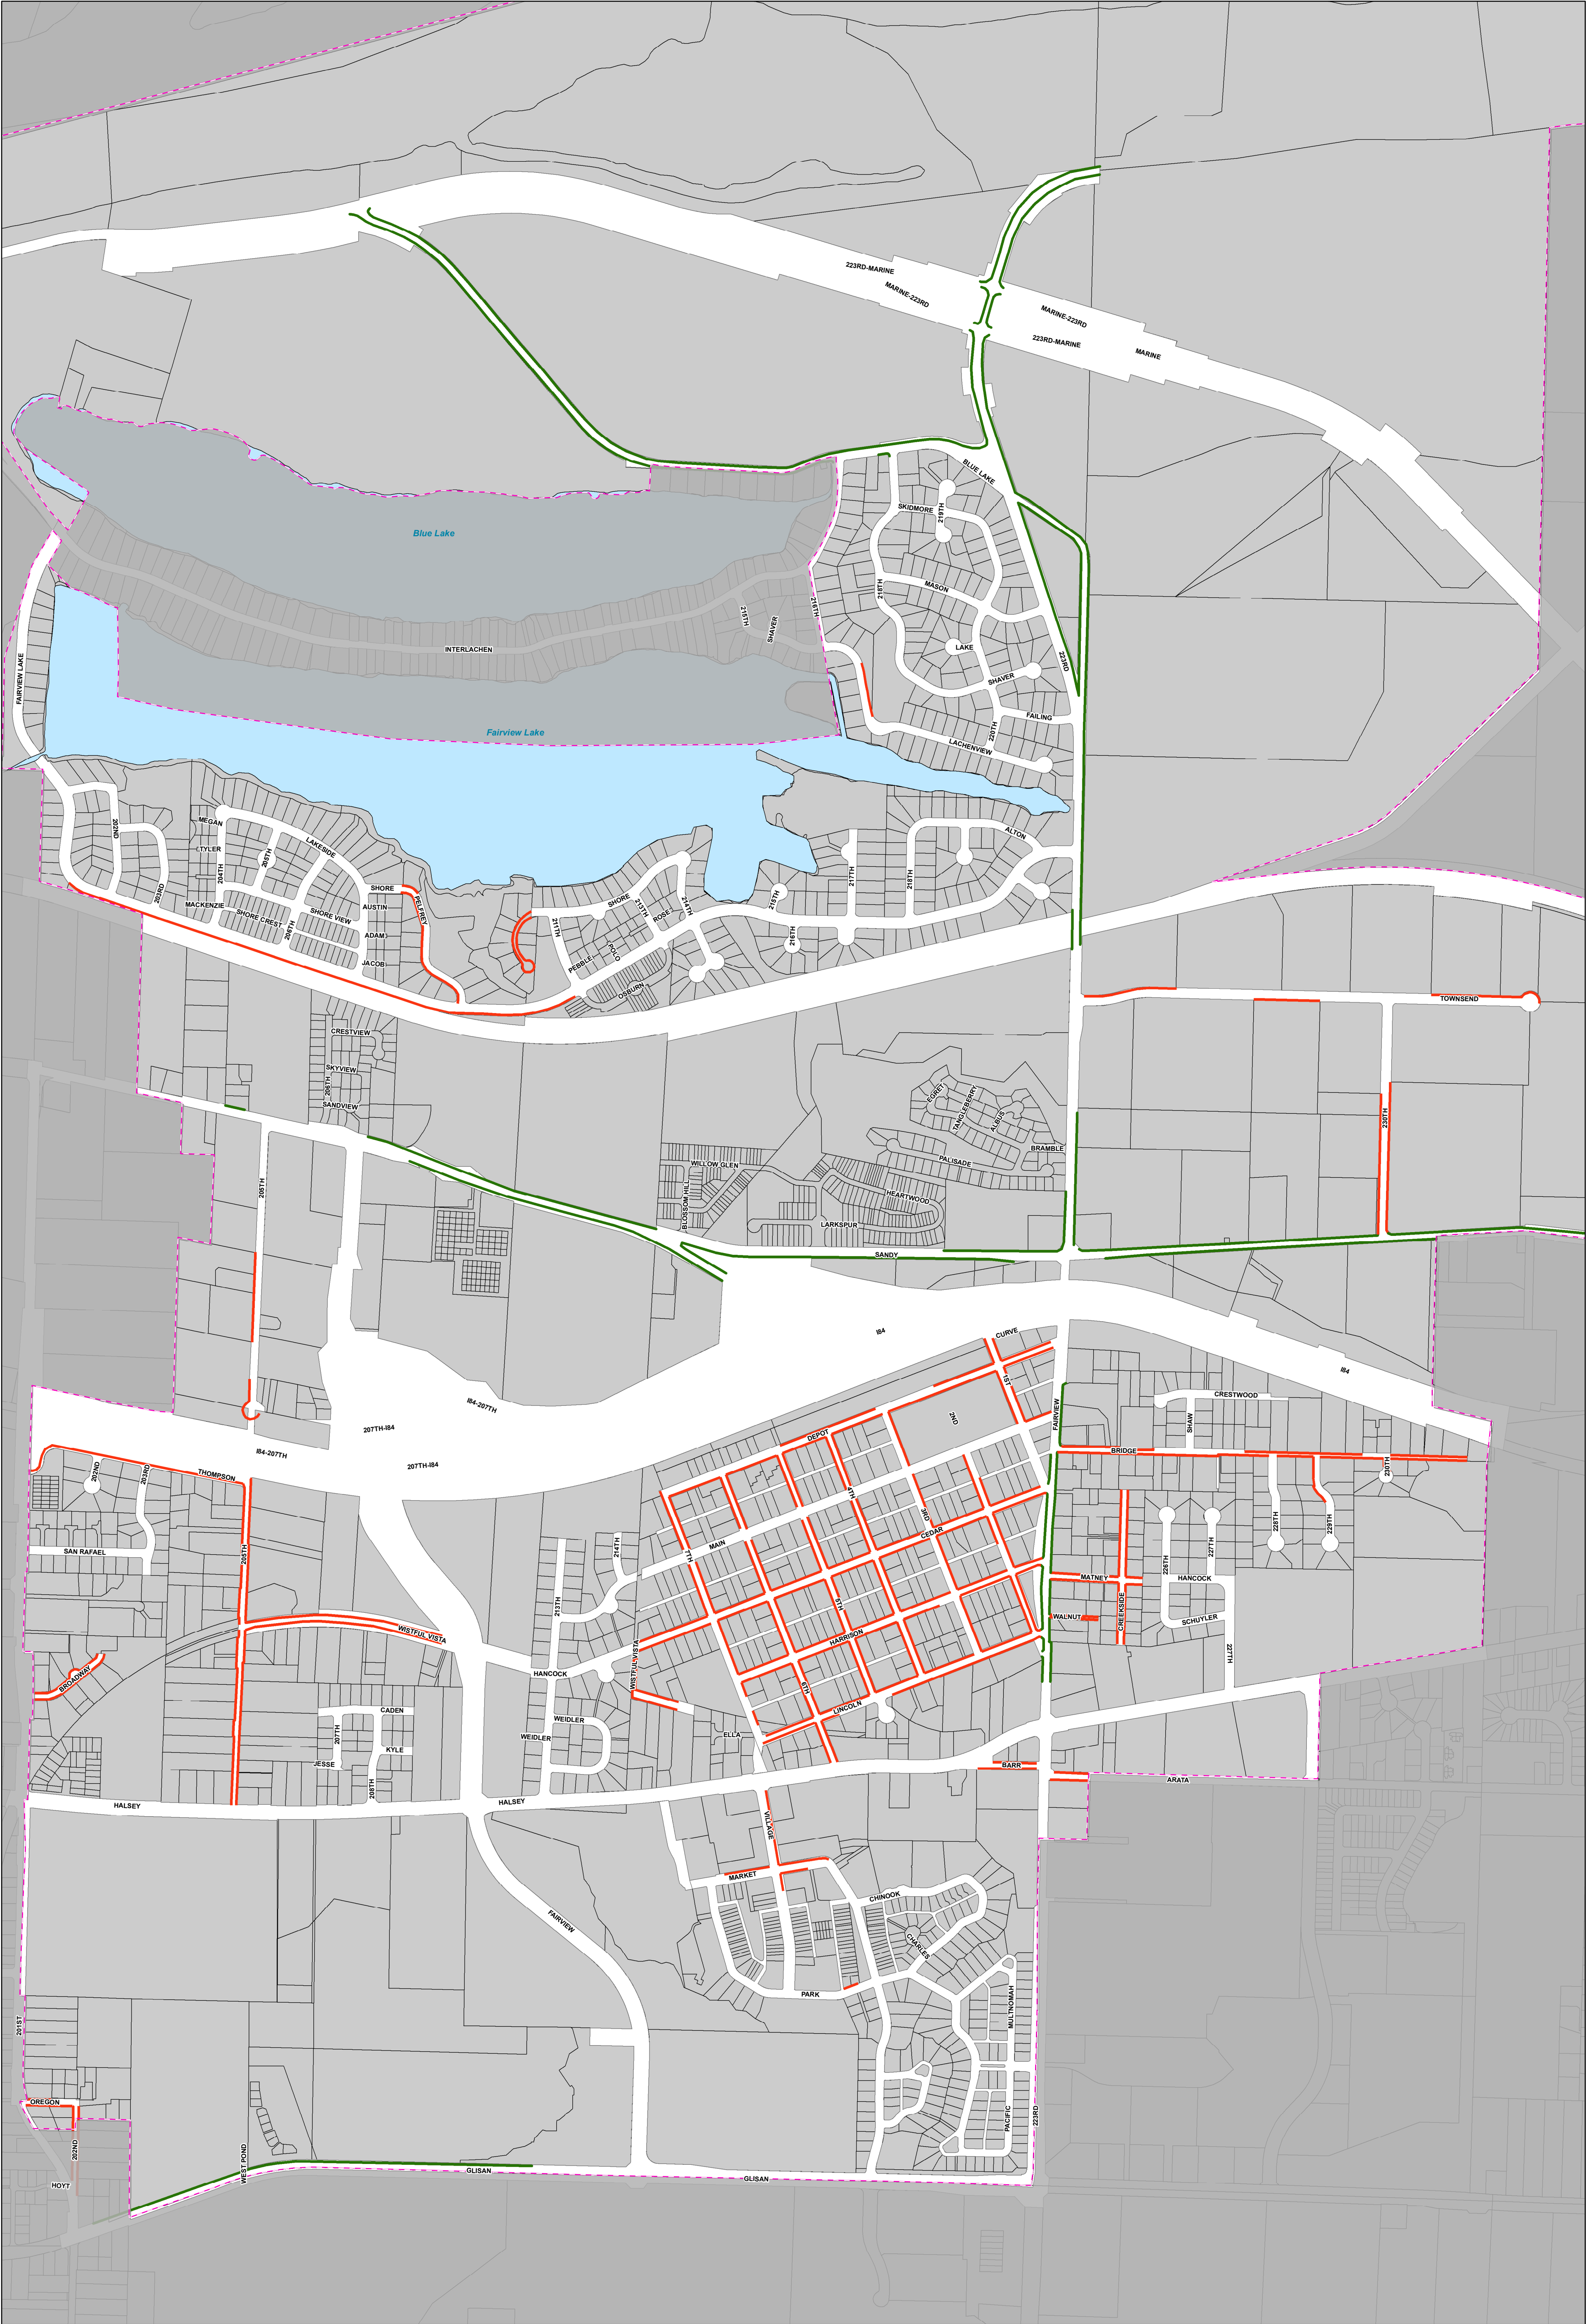 223RD-MARINE
MARINE-223RD
MARINE-223RD
223RD-MARINE
MARINE
BLUE LAKE
SKIDMORE
219TH
Blue Lake
218TH
MASON
215TH
SHAVER
216TH
INTERLACHEN
LAKE
223RD
FAIRVIEW LAKE
SHAVER
FAILING
220TH
Fairview Lake
LACHENVIEW
202ND
MEGAN
LAKESIDE
ALTON
TYLER
205TH
204TH
217TH
218TH
203RD
SHORE
PELFREY
SHORE
215TH
MACKENZIE
AUSTIN
213TH
214TH
SHORE CREST
SHORE VIEW
ROSE
206TH
211TH
216TH
ADAM
POLO
JACOB
PEBBLE
OSBURN
TOWNSEND
CRESTVIEW
SKYVIEW
206TH
SANDVIEW
EGRET
TANGLEBERRY
ALBUS
230TH
BRAMBLE
PALISADE
WILLOW GLEN
BLOSSOM HILL
HEARTWOOD
205TH
LARKSPUR
SANDY
I84
CURVE
I84
1ST
CRESTWOOD
I84-207TH
2ND
FAIRVIEW
SHAW
207TH-I84
DEPOT
BRIDGE
I84-207TH
207TH-I84
202ND
203RD
THOMPSON
230TH
4TH
3RD
228TH
229TH
CEDAR
MAIN
214TH
227TH
SAN RAFAEL
205TH
7TH
226TH
MATNEY
HANCOCK
213TH
5TH
CREEKSIDE
WALNUT
SCHUYLER
WISTFUL VISTA
HARRISON
227TH
BROADWAY
HANCOCK
WISTFUL VISTA
6TH
LINCOLN
CADEN
WEIDLER
207TH
WEIDLER
ELLA
KYLE
JESSE
BARR
208TH
ARATA
HALSEY
HALSEY
VILLAGE
MARKET
CHINOOK
FAIRVIEW
CHARLES
PARK
MULTNOMAH
201ST
OREGON
PACIFIC
223RD
202ND
WEST POND
GLISAN
GLISAN
HOYT